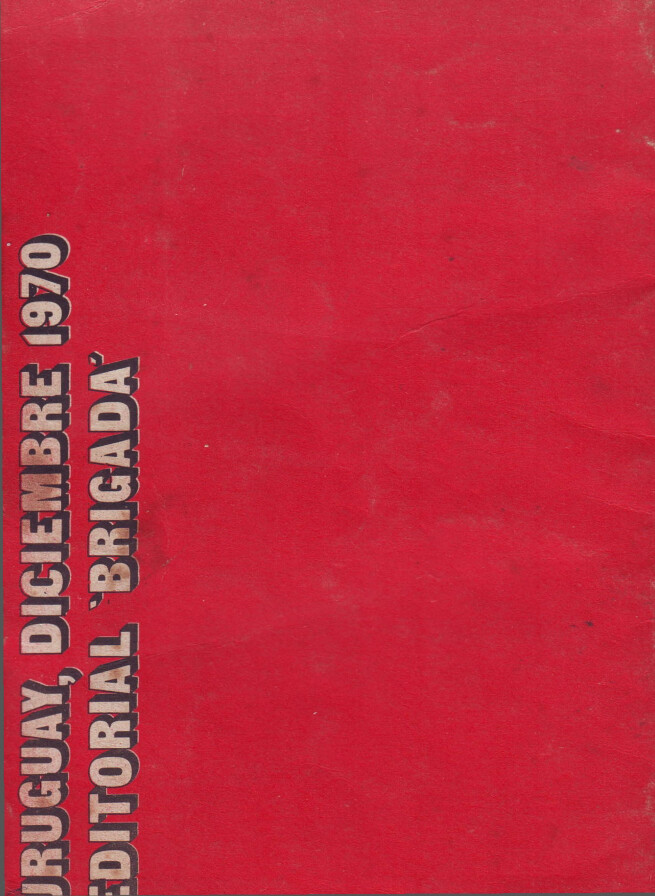 URUGUAY, DICIEMBRE 1970
EDITORIAL 'BRIGADA'